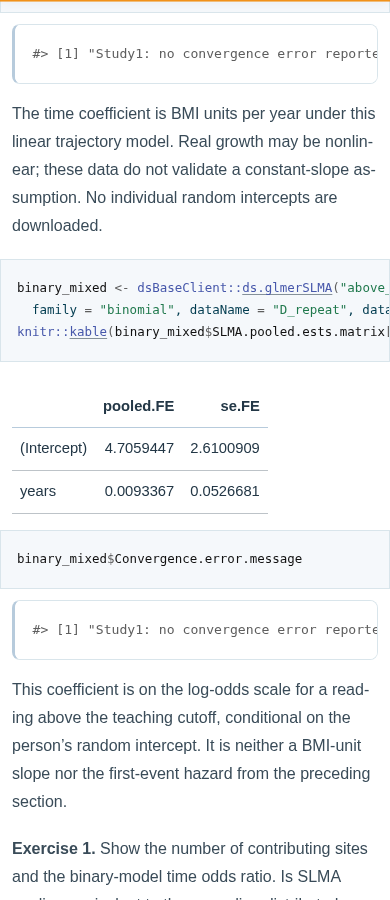 #> [1] "Study1: no convergence error reporte
The time coefficient is BMI units per year under this
linear trajectory model. Real growth may be nonlin-
ear; these data do not validate a constant-slope as-
sumption. No individual random intercepts are
downloaded.
binary_mixed <- dsBaseClient::ds.glmerSLMA("above_
family = "binomial", dataName = "D_repeat", data
knitr::kable(binary_mixed$SLMA.pooled.ests.matrix[
pooled.FE se.FE
(Intercept) 4.7059447 2.6100909
years 0.0093367 0.0526681
binary_mixed$Convergence.error.message
#> [1] "Study1: no convergence error reporte
This coefficient is on the log-odds scale for a read-
ing above the teaching cutoff, conditional on the
person’s random intercept. It is neither a BMI-unit
slope nor the first-event hazard from the preceding
section.
Exercise 1. Show the number of contributing sites
and the binary-model time odds ratio. Is SLMA